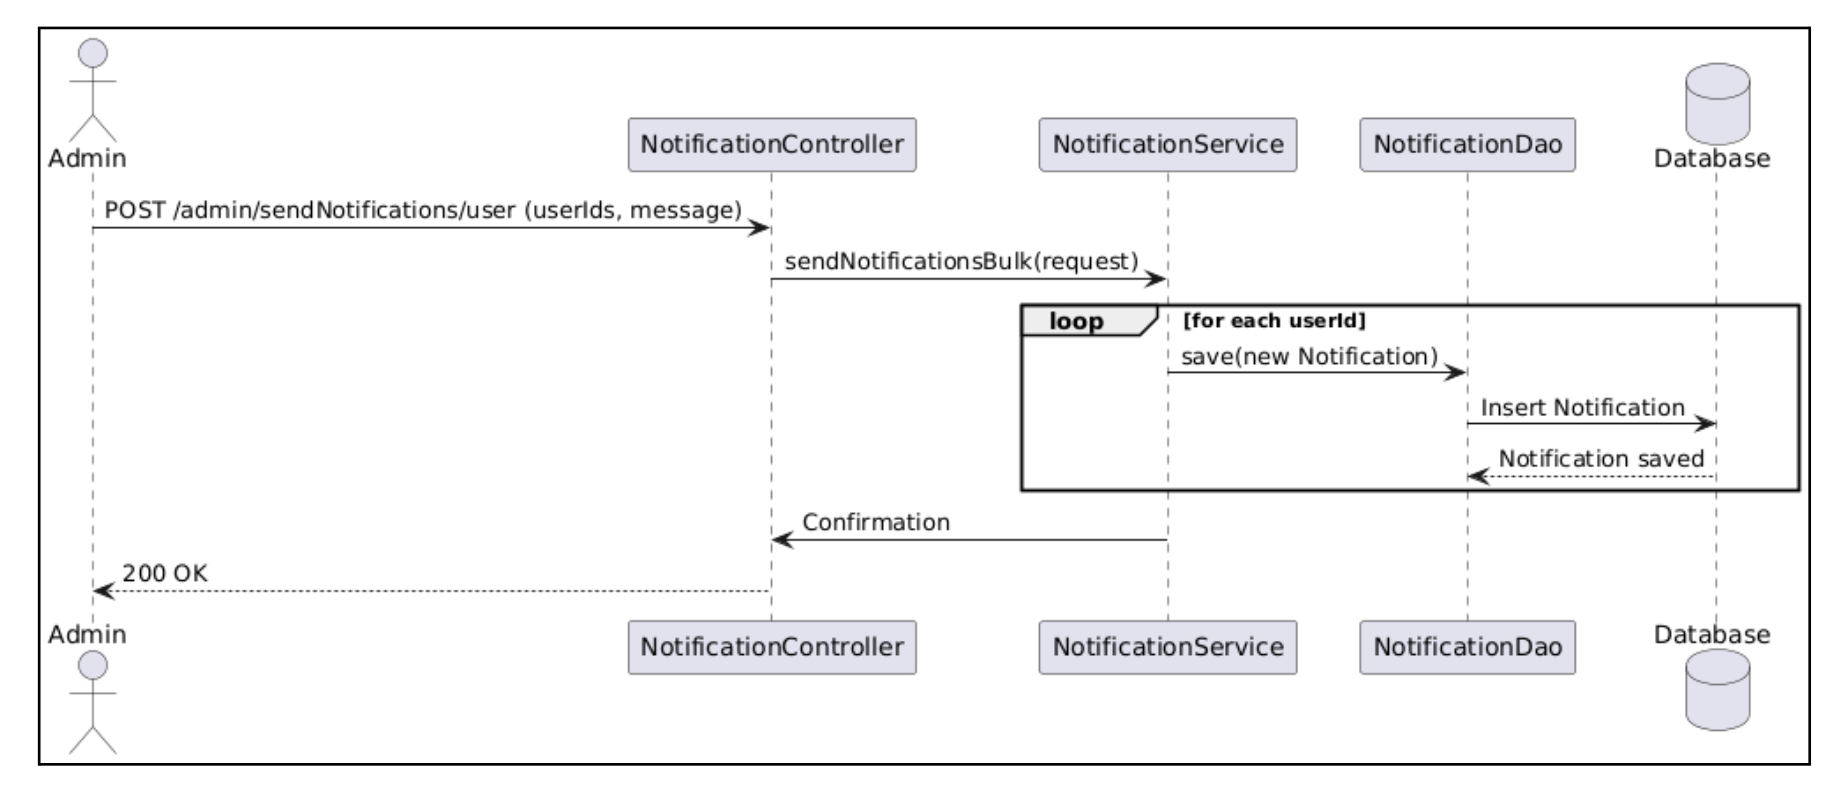 Admin
NotificationController
NotificationService
NotificationDao
Database
POST /admin/sendNotifications/user (userIds, message)
sendNotificationsBulk(request)
loop
[for each userId]
save(new Notification)
Insert Notification
Notification saved
Confirmation
200 OK
Admin
NotificationController
NotificationService
NotificationDao
Database